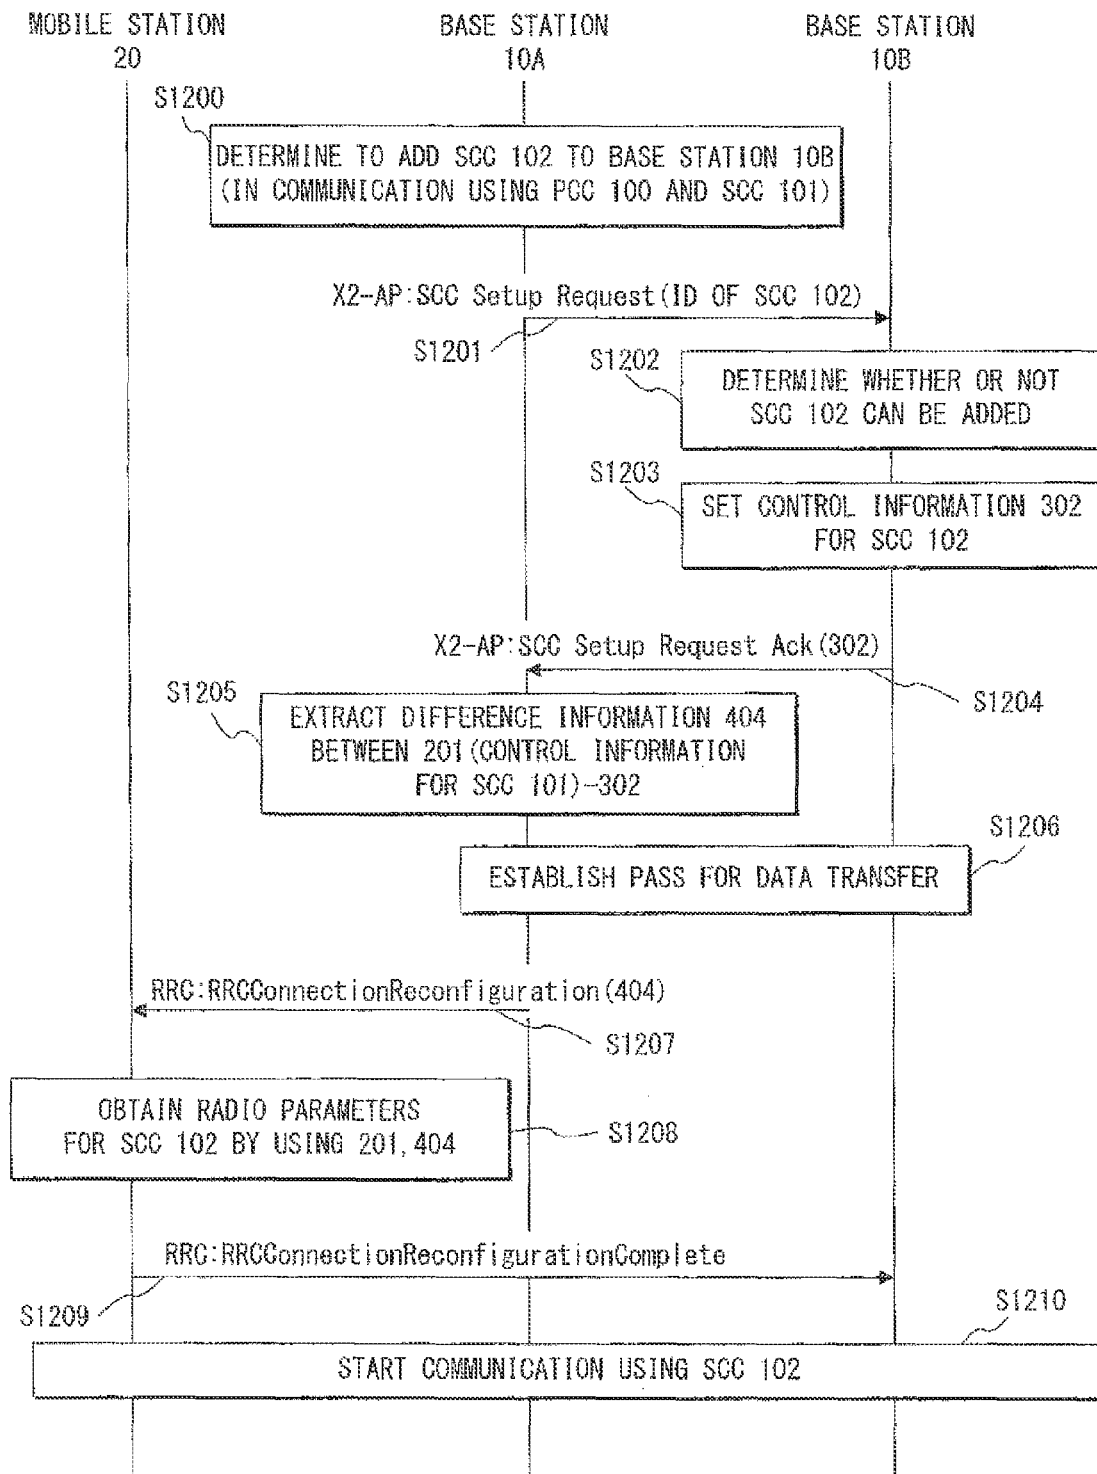 MOBILE STATION
20
BASE STATION
10A
BASE STATION
10B
S1200
DETERMINE TO ADD SCC 102 TO BASE STATION 10B
(IN COMMUNICATION USING PCC 100 AND SCC 101)
X2-AP:SCC Setup Request(ID OF SCC 102)
S1201
S1202
DETERMINE WHETHER OR NOT
SCC 102 CAN BE ADDED
S1203
SET CONTROL INFORMATION 302
FOR SCC 102
X2-AP:SCC Setup Request Ack(302)
S1204
S1205
EXTRACT DIFFERENCE INFORMATION 404
BETWEEN 201(CONTROL INFORMATION
FOR SCC 101)-302
S1206
ESTABLISH PASS FOR DATA TRANSFER
RRC:RRCConnectionReconfiguration(404)
S1207
OBTAIN RADIO PARAMETERS
FOR SCC 102 BY USING 201,404
S1208
RRC:RRCConnectionReconfigurationComplete
S1209
S1210
START COMMUNICATION USING SCC 102